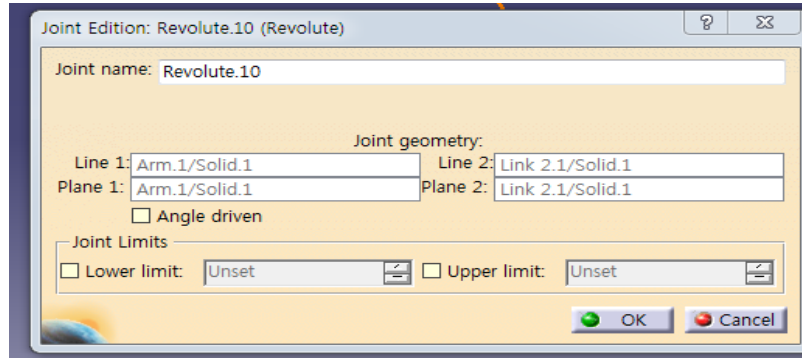 Joint Edition: Revolute.10 (Revolute)
Joint name: Revolute.10
Joint geometry:
Line 1: Arm.1/Solid.1 Line 2: Link 2.1/Solid.1
Plane 1: Arm.1/Solid.1 Plane 2: Link 2.1/Solid.1
Angle driven
Joint Limits
Lower limit: Unset Upper limit: Unset
OK Cancel